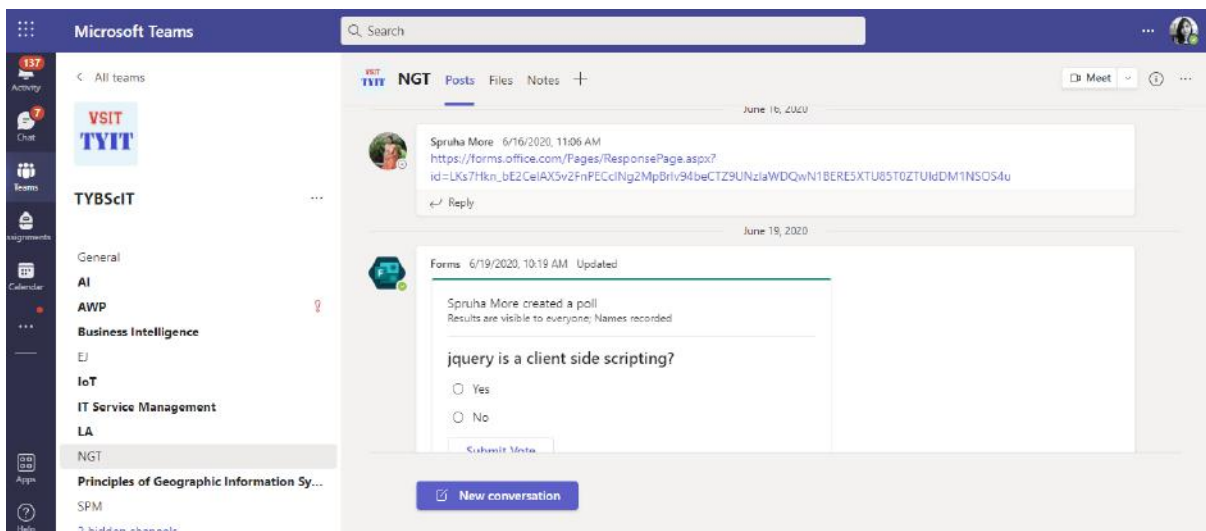 Microsoft Teams
Search
137
Activity
7
Chat
Teams
ssignments
Calendar
Apps
Help
< All teams
VSIT
TYIT
TYBScIT
General
AI
AWP
Business Intelligence
EJ
IoT
IT Service Management
LA
NGT
Principles of Geographic Information Sy...
SPM
2 hidden channels
VSIT
TYIT
NGT Posts Files Notes
Meet
June 16, 2020
Spruha More 6/16/2020, 11:06 AM
https://forms.office.com/Pages/ResponsePage.aspx?
Reply
June 19, 2020
Forms 6/19/2020, 10:19 AM Updated
Spruha More created a poll
Results are visible to everyone; Names recorded
jquery is a client side scripting?
Yes
No
Submit Vote
New conversation